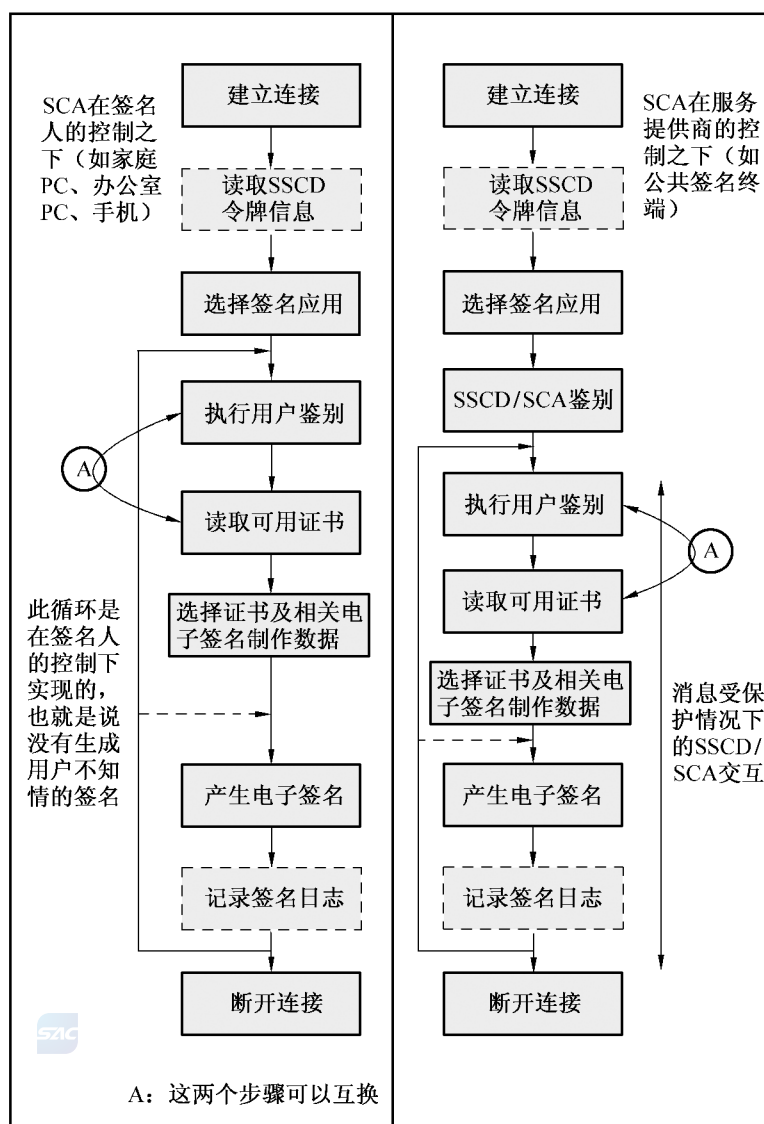 SCA在签名
人的控制之
下（如家庭
PC、办公室
PC、手机）
建立连接
读取SSCD
令牌信息
选择签名应用
执行用户鉴别
A
读取可用证书
选择证书及相关电
子签名制作数据
此循环是
在签名人
的控制下
实现的，
也就是说
没有生成
用户不知
情的签名
产生电子签名
记录签名日志
断开连接
SAC
A：这两个步骤可以互换
建立连接
SCA在服务
提供商的控
制之下（如
公共签名终
端）
读取SSCD
令牌信息
选择签名应用
SSCD/SCA鉴别
执行用户鉴别
A
读取可用证书
选择证书及相关电
子签名制作数据
消息受保
护情况下
的SSCD/
SCA交互
产生电子签名
记录签名日志
断开连接